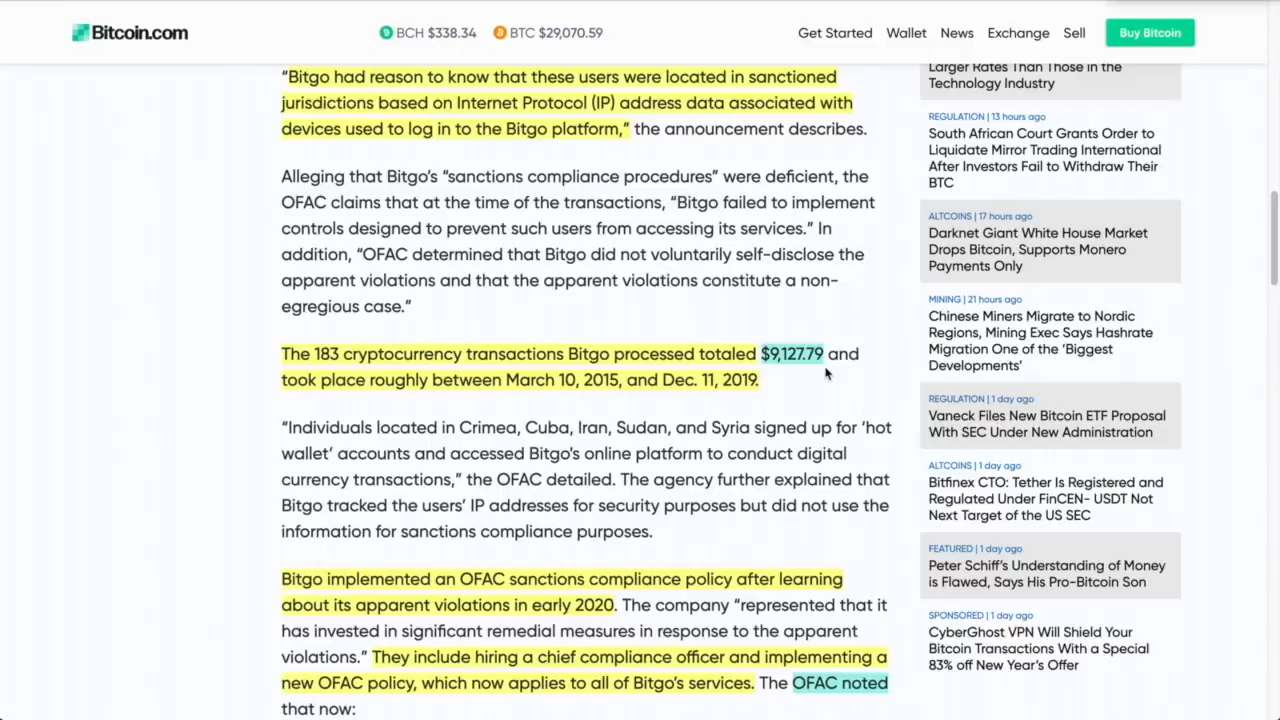 Bitcoin.com
BCH $338.34
BTC $29,070.59
Get Started
Wallet
News
Exchange
Sell
Buy Bitcoin
“Bitgo had reason to know that these users were located in sanctioned
jurisdictions based on Internet Protocol (IP) address data associated with
devices used to log in to the Bitgo platform,” the announcement describes.
Alleging that Bitgo’s “sanctions compliance procedures” were deficient, the
OFAC claims that at the time of the transactions, “Bitgo failed to implement
controls designed to prevent such users from accessing its services.” In
addition, “OFAC determined that Bitgo did not voluntarily self-disclose the
apparent violations and that the apparent violations constitute a non-
egregious case.”
The 183 cryptocurrency transactions Bitgo processed totaled $9,127.79 and
took place roughly between March 10, 2015, and Dec. 11, 2019.
“Individuals located in Crimea, Cuba, Iran, Sudan, and Syria signed up for ‘hot
wallet’ accounts and accessed Bitgo’s online platform to conduct digital
currency transactions,” the OFAC detailed. The agency further explained that
Bitgo tracked the users’ IP addresses for security purposes but did not use the
information for sanctions compliance purposes.
Bitgo implemented an OFAC sanctions compliance policy after learning
about its apparent violations in early 2020. The company “represented that it
has invested in significant remedial measures in response to the apparent
violations.” They include hiring a chief compliance officer and implementing a
new OFAC policy, which now applies to all of Bitgo’s services. The OFAC noted
that now:
Larger Rates Than Those in the
Technology Industry
REGULATION | 13 hours ago
South African Court Grants Order to
Liquidate Mirror Trading International
After Investors Fail to Withdraw Their
BTC
ALTCOINS | 17 hours ago
Darknet Giant White House Market
Drops Bitcoin, Supports Monero
Payments Only
MINING | 21 hours ago
Chinese Miners Migrate to Nordic
Regions, Mining Exec Says Hashrate
Migration One of the ‘Biggest
Developments’
REGULATION | 1 day ago
Vaneck Files New Bitcoin ETF Proposal
With SEC Under New Administration
ALTCOINS | 1 day ago
Bitfinex CTO: Tether Is Registered and
Regulated Under FinCEN- USDT Not
Next Target of the US SEC
FEATURED | 1 day ago
Peter Schiff’s Understanding of Money
is Flawed, Says His Pro-Bitcoin Son
SPONSORED | 1 day ago
CyberGhost VPN Will Shield Your
Bitcoin Transactions With a Special
83% off New Year’s Offer